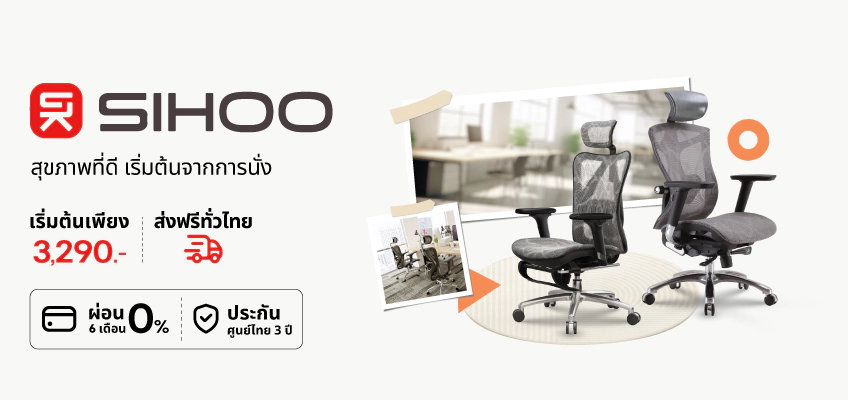 SIHOO
สุขภาพที่ดี เริ่มต้นจากการนั่ง
เริ่มต้นเพียง
3,290.-
ส่งฟรีทั่วไทย
ผ่อน
6 เดือน
0%
ประกัน
ศูนย์ไทย 3 ปี